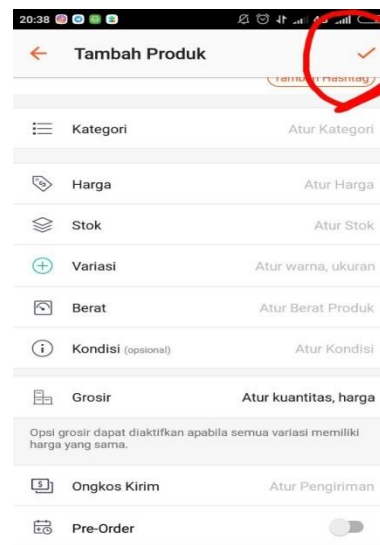 20:38
Tambah Produk
Tambah Hashtag
Kategori Atur Kategori
Harga Atur Harga
Stok Atur Stok
Variasi Atur warna, ukuran
Berat Atur Berat Produk
Kondisi (opsional) Atur Kondisi
Grosir Atur kuantitas, harga
Opsi grosir dapat diaktifkan apabila semua variasi memiliki
harga yang sama.
Ongkos Kirim Atur Pengiriman
Pre-Order